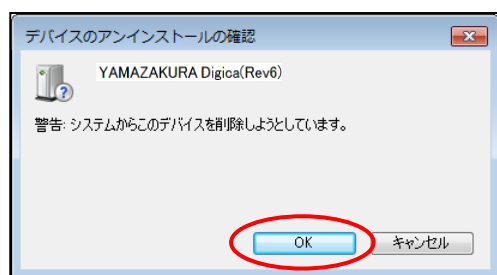 デバイスのアンインストールの確認
YAMAZAKURA Digica(Rev6)
警告: システムからこのデバイスを削除しようとしています。
OK
キャンセル